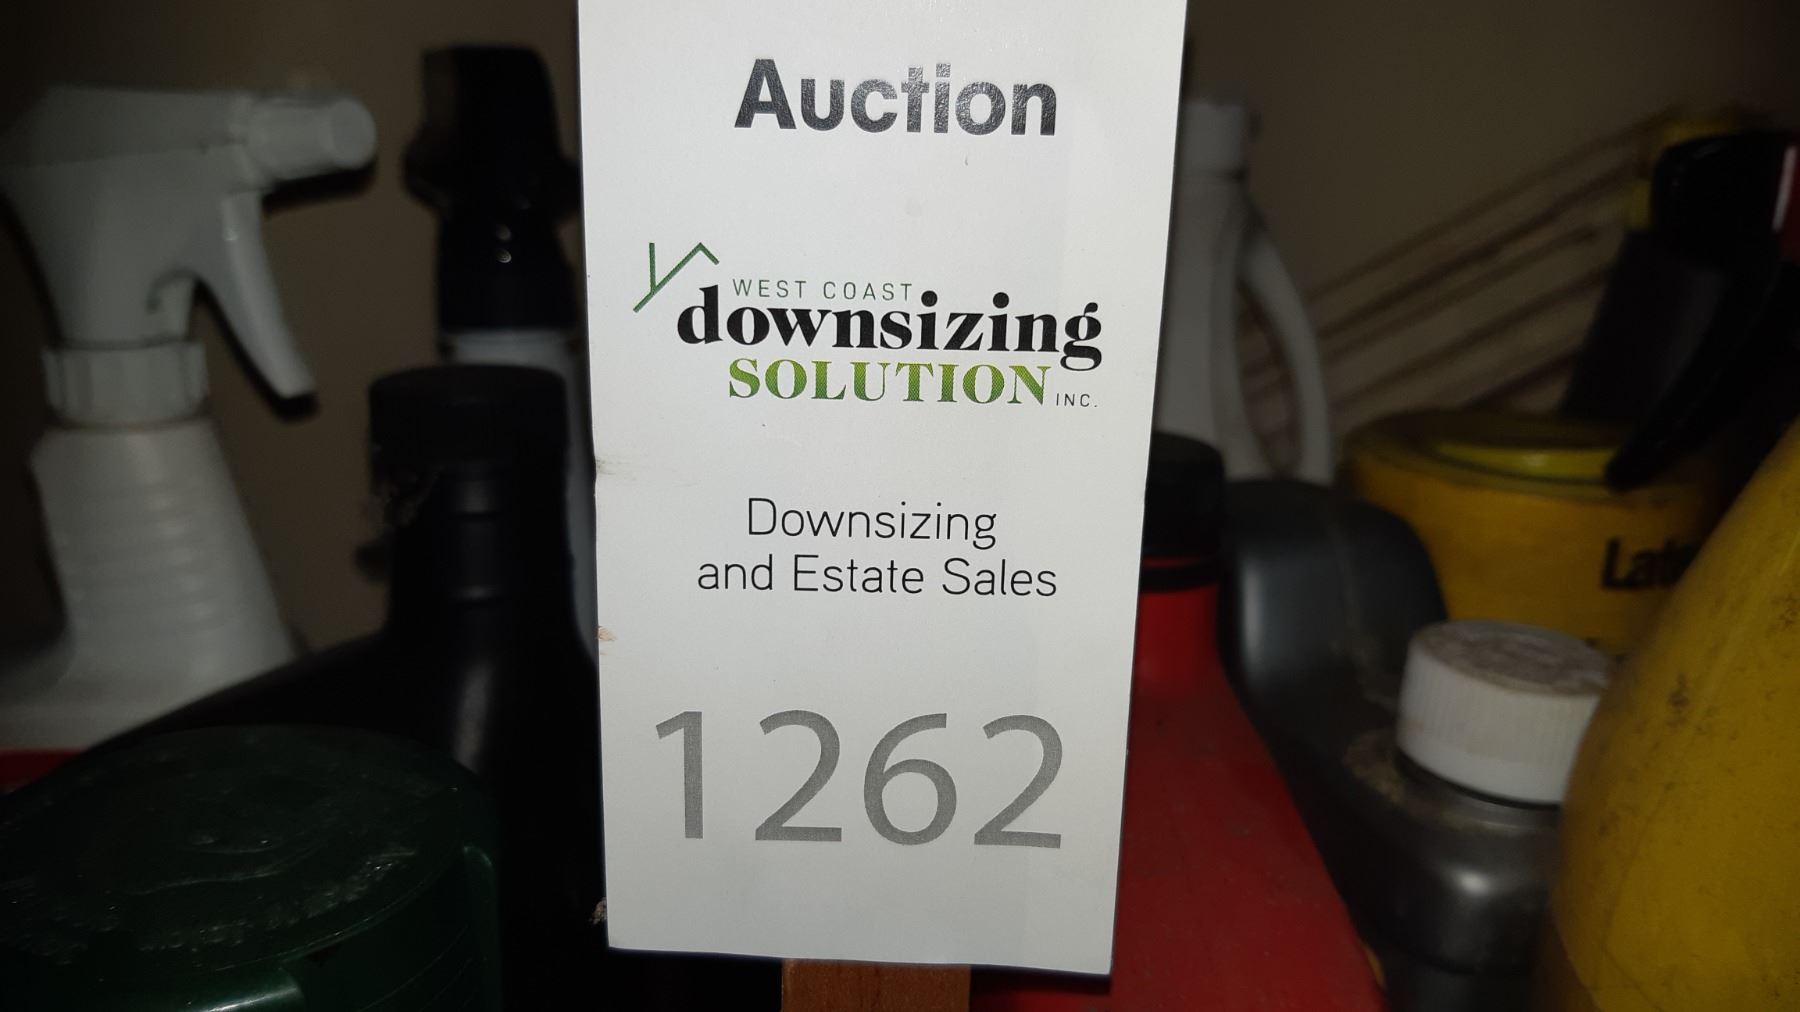 Auction
WEST COAST
downsizing
SOLUTION INC.
Downsizing
and Estate Sales
1262